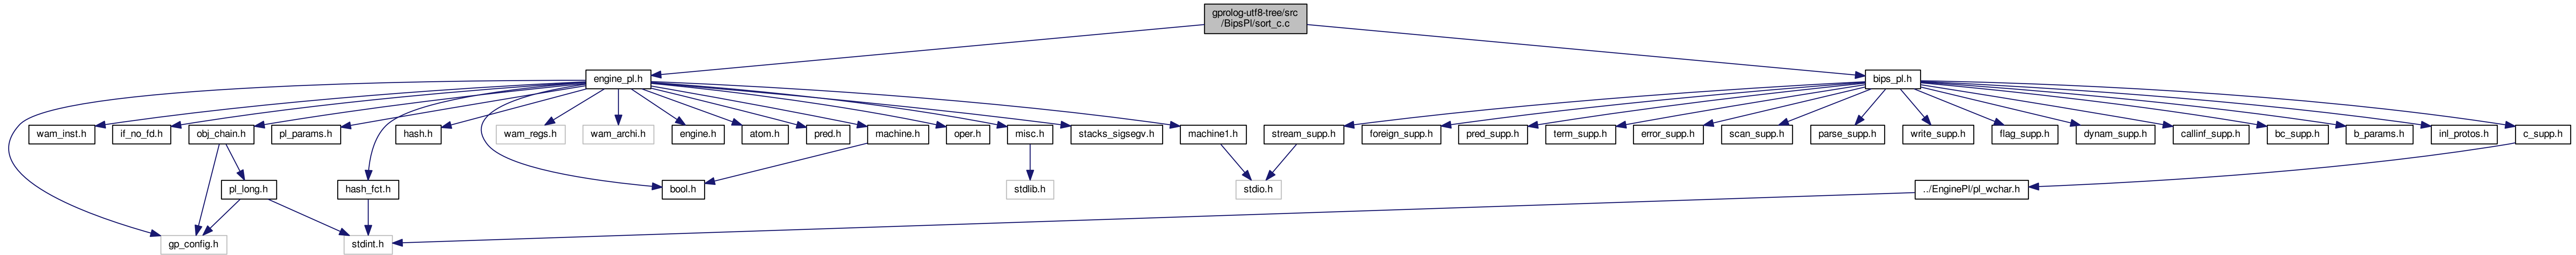 gprolog-utf8-tree/src
/BipsPl/sort_c.c
engine_pl.h
bips_pl.h
wam_inst.h
if_no_fd.h
obj_chain.h
pl_params.h
hash.h
wam_regs.h
wam_archi.h
engine.h
atom.h
pred.h
machine.h
oper.h
misc.h
stacks_sigsegv.h
machine1.h
stream_supp.h
foreign_supp.h
pred_supp.h
term_supp.h
error_supp.h
scan_supp.h
parse_supp.h
write_supp.h
flag_supp.h
dynam_supp.h
callinf_supp.h
bc_supp.h
b_params.h
inl_protos.h
c_supp.h
pl_long.h
hash_fct.h
bool.h
stdlib.h
stdio.h
../EnginePl/pl_wchar.h
gp_config.h
stdint.h